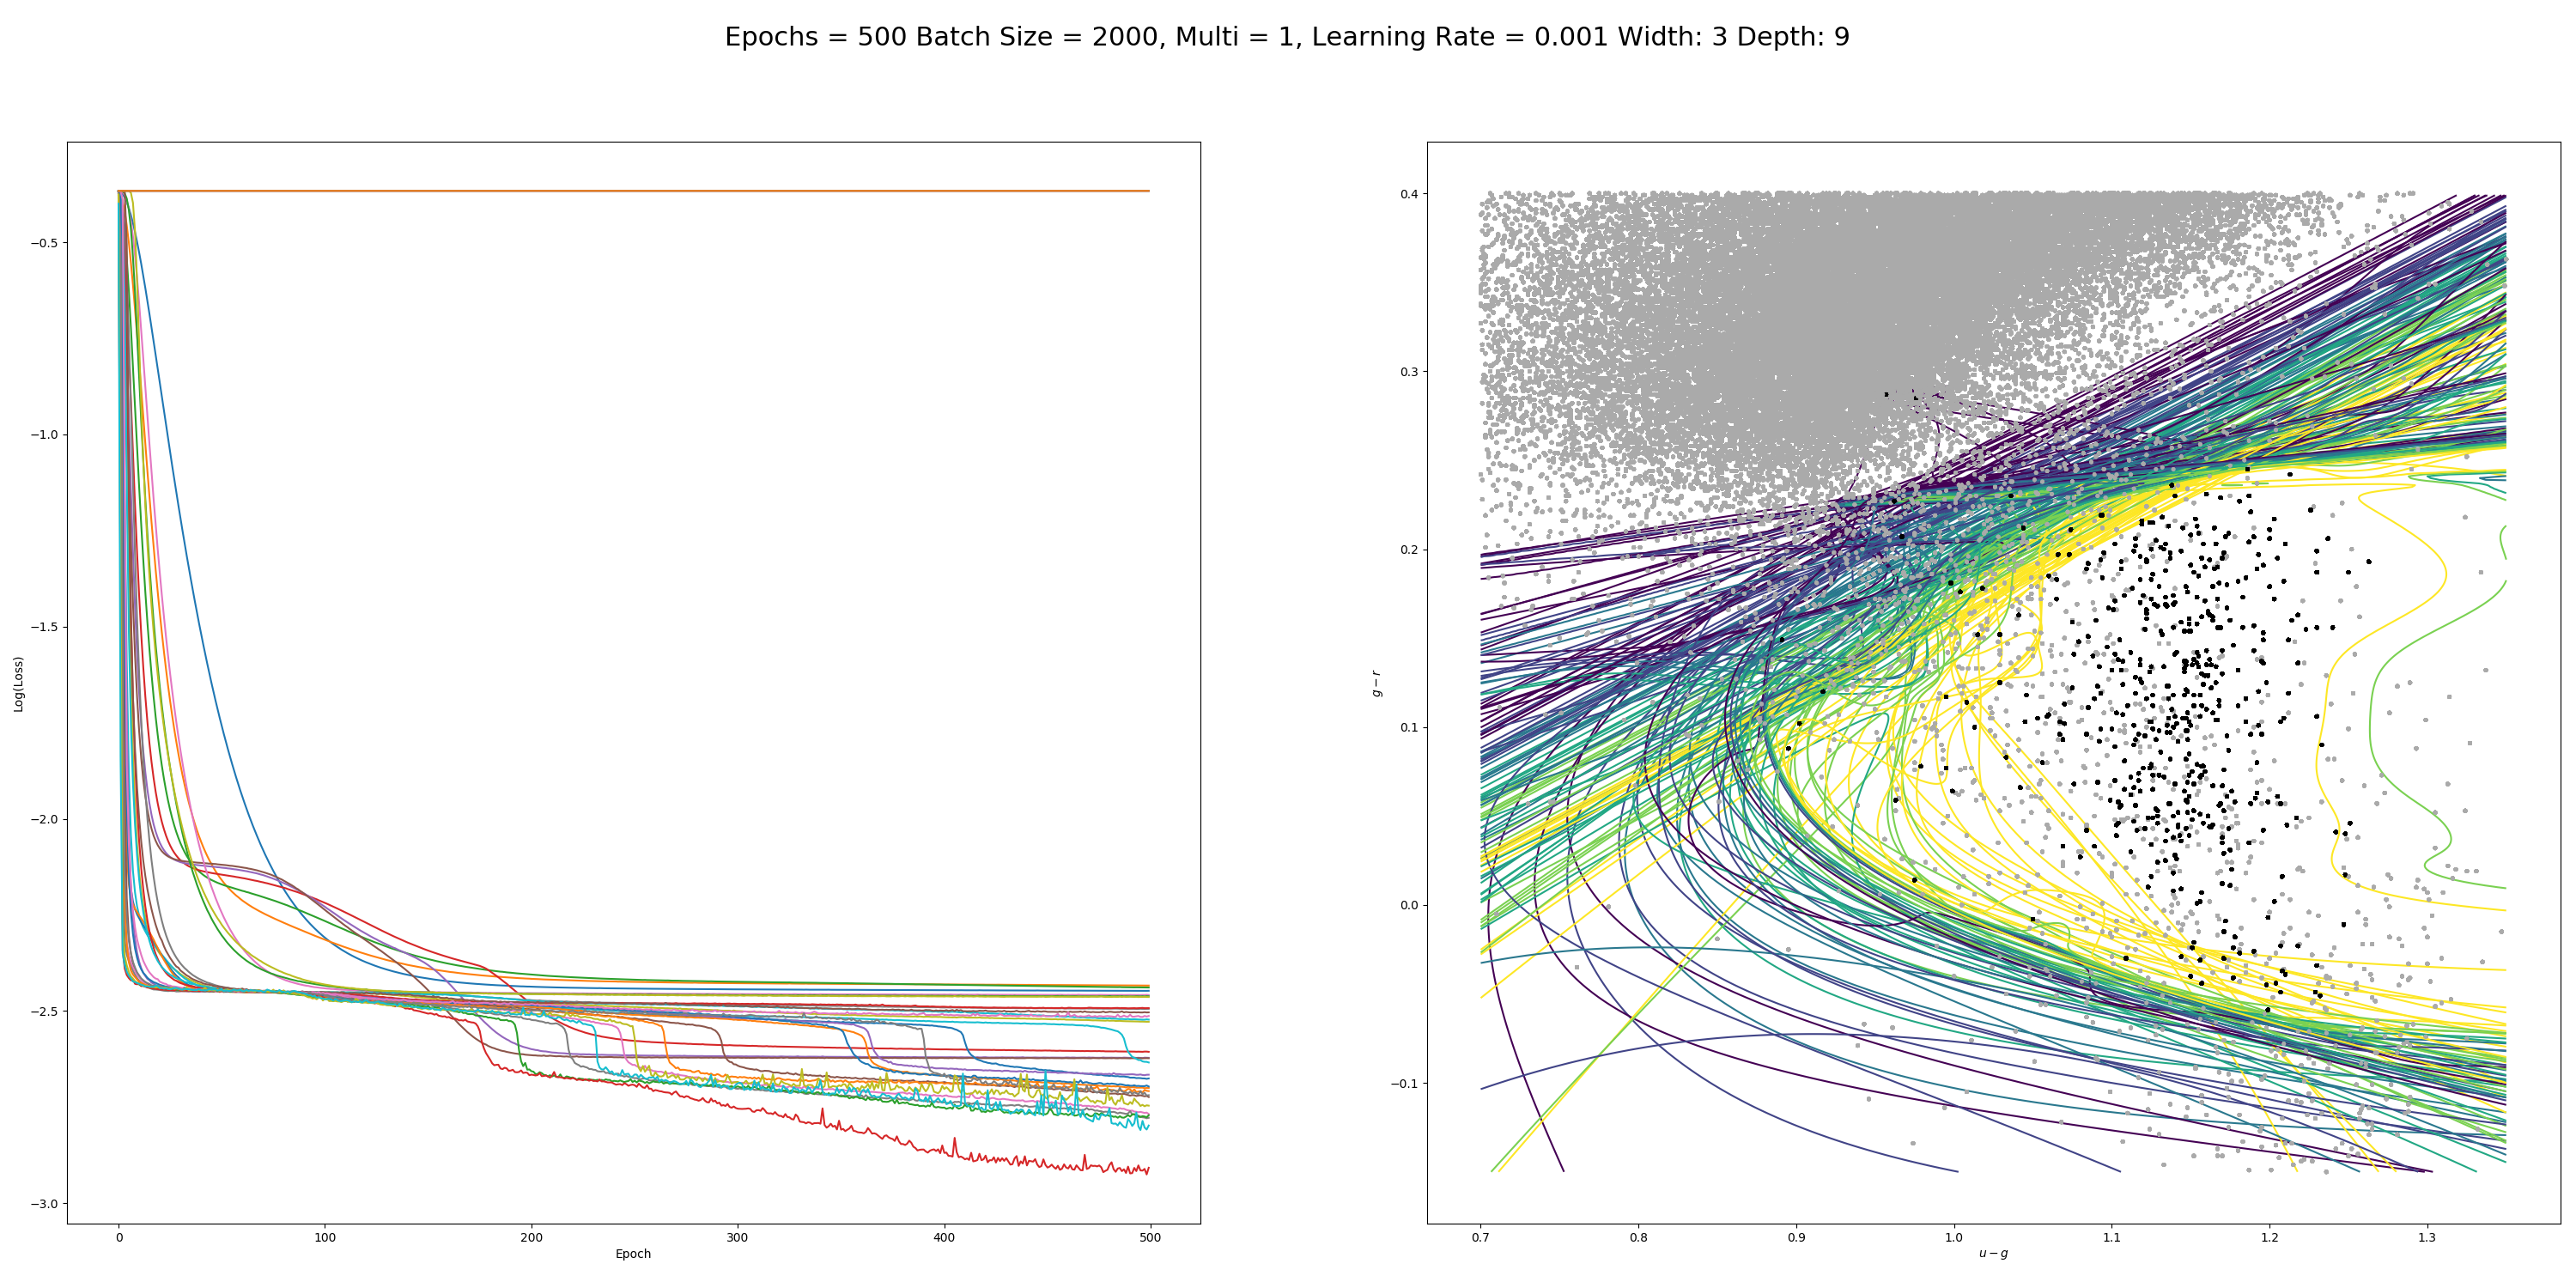 Epochs = 500 Batch Size = 2000, Multi = 1, Learning Rate = 0.001 Width: 3 Depth: 9
−0.5
−1.0
−1.5
−2.0
−2.5
−3.0
Log(Loss)
0 100 200 300 400 500
Epoch
0.4
0.3
0.2
0.1
0.0
−0.1
g − r
0.7 0.8 0.9 1.0 1.1 1.2 1.3
u − g